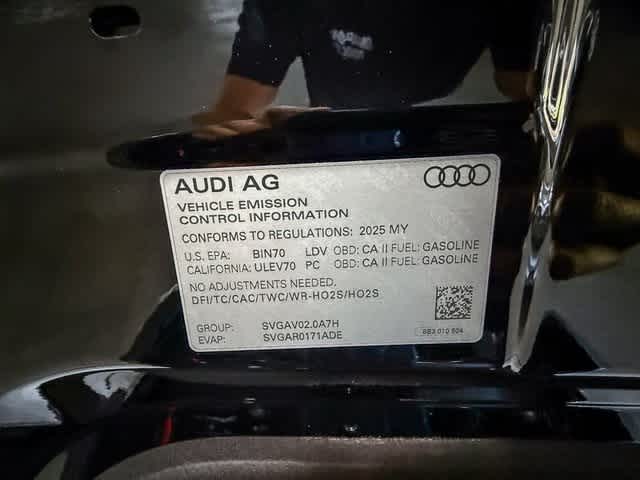 AUDI AG
VEHICLE EMISSION
CONTROL INFORMATION
CONFORMS TO REGULATIONS: 2025 MY
U.S. EPA: BIN70 LDV OBD: CA II FUEL: GASOLINE
CALIFORNIA: ULEV70 PC OBD: CA II FUEL: GASOLINE
NO ADJUSTMENTS NEEDED.
DFI/TC/CAC/TWC/WR-HO2S/HO2S
GROUP: SVGAV02.0A7H
EVAP: SVGAR0171ADE
8B3 010 504